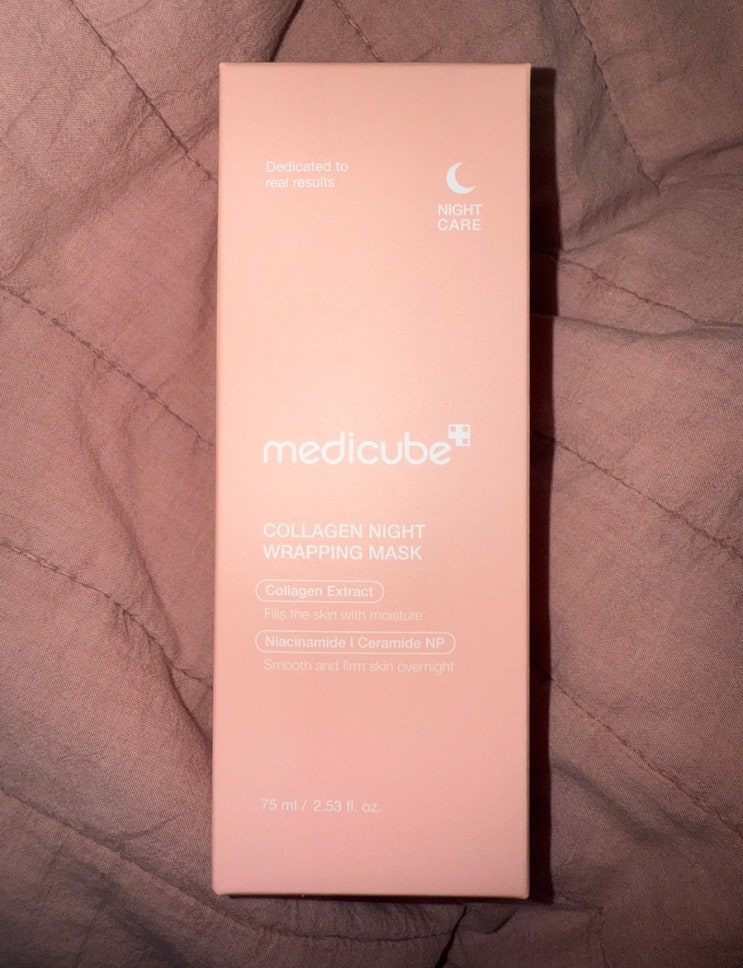 Dedicated to
real results
NIGHT
CARE
medicube
COLLAGEN NIGHT
WRAPPING MASK
Collagen Extract
Fills the skin with moisture
Niacinamide | Ceramide NP
Smooth and firm skin overnight
75 ml / 2.53 fl. oz.